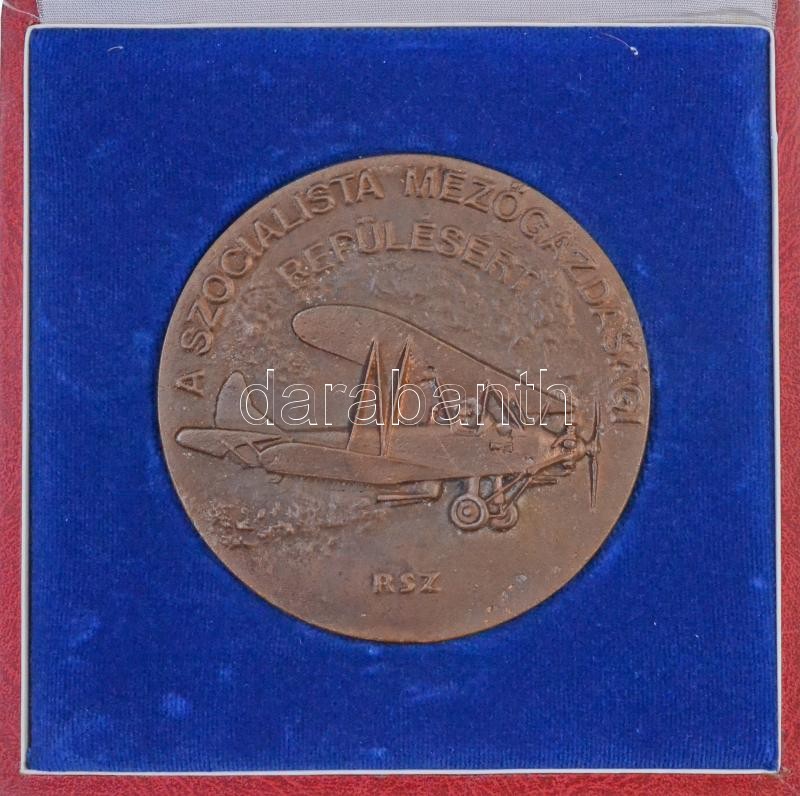 A SZOCIALISTA MEZŐGAZDASÁGI
REPÜLÉSÉRT
darabanth
RSZ